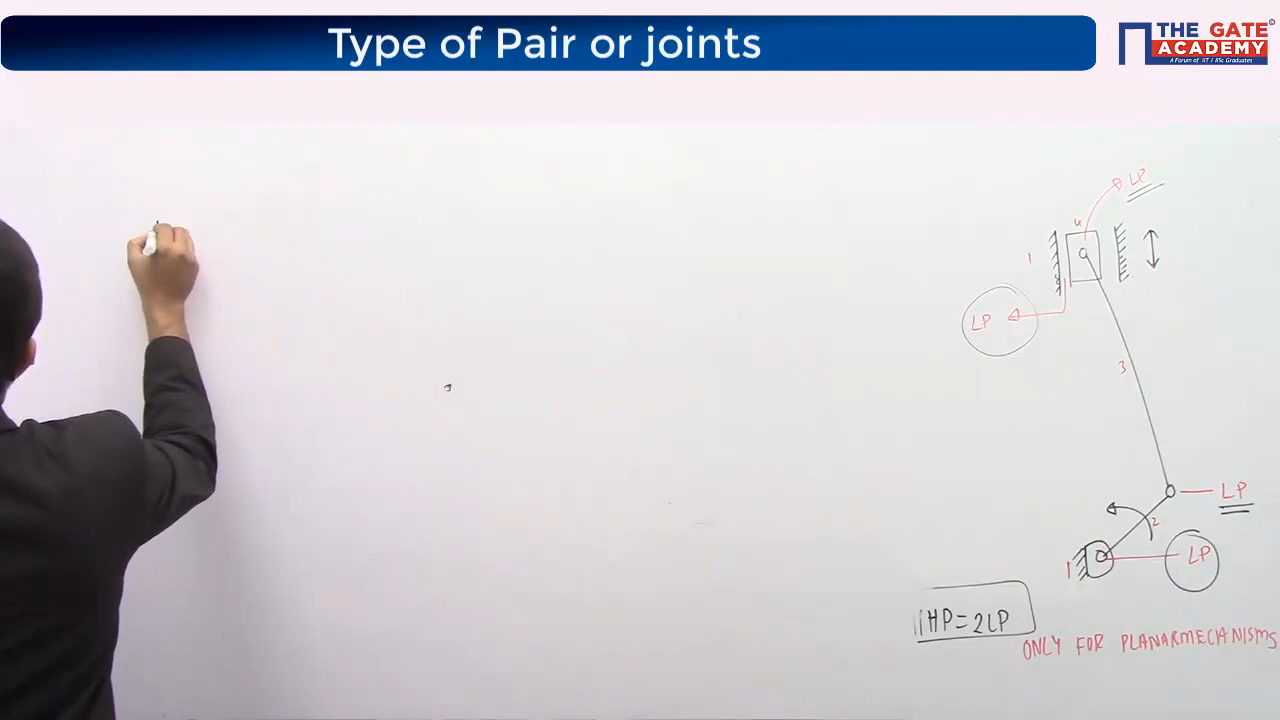 Type of Pair or joints
THE GATE
ACADEMY
A Forum of IIT / IISc Graduates
LP
4
1
LP
3
LP
2
1
LP
1HP=2LP
ONLY FOR PLANARMECHANISMS